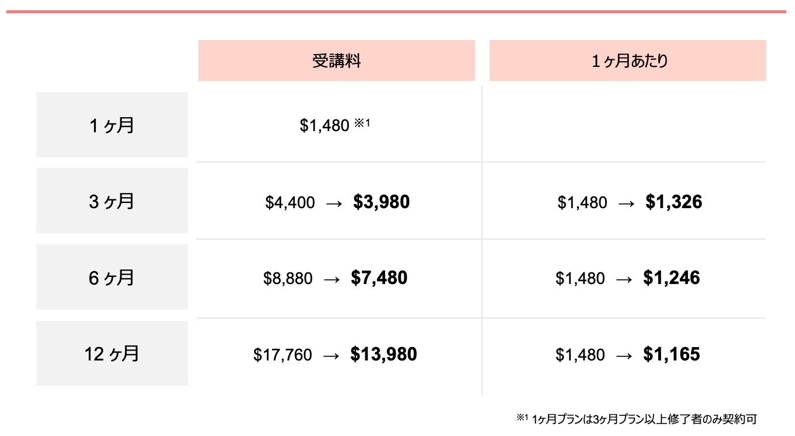 受講料 1ヶ月あたり
1ヶ月 $1,480 ※1
3ヶ月 $4,400 → $3,980 $1,480 → $1,326
6ヶ月 $8,880 → $7,480 $1,480 → $1,246
12ヶ月 $17,760 → $13,980 $1,480 → $1,165
※1 1ヶ月プランは3ヶ月プラン以上修了者のみ契約可